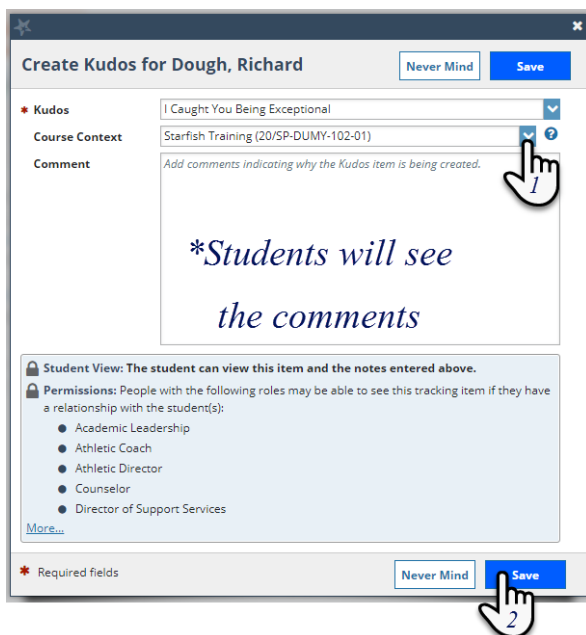 Create Kudos for Dough, Richard
Never Mind
Save
* Kudos
I Caught You Being Exceptional
Course Context
Starfish Training (20/SP-DUMY-102-01)
?
Comment
Add comments indicating why the Kudos item is being created.
1
*Students will see
the comments
Student View: The student can view this item and the notes entered above.
Permissions: People with the following roles may be able to see this tracking item if they have
a relationship with the student(s):
Academic Leadership
Athletic Coach
Athletic Director
Counselor
Director of Support Services
More...
* Required fields
Never Mind
Save
2